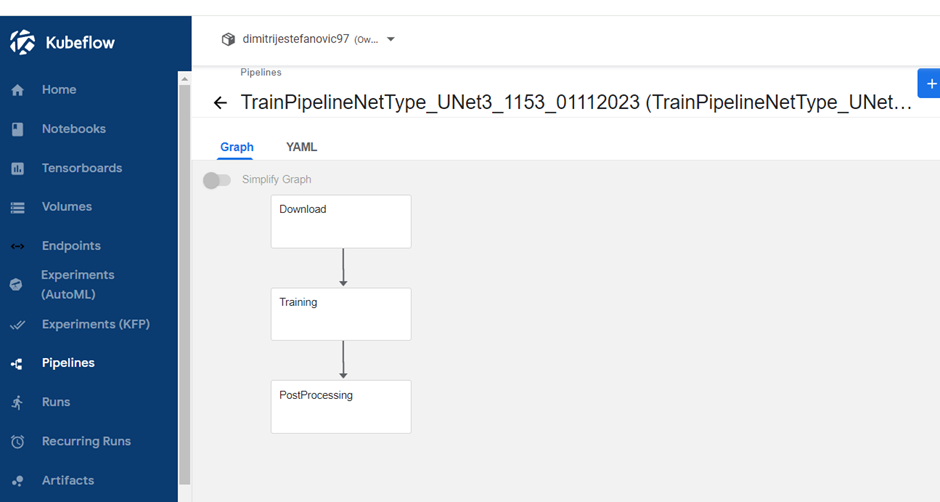 Kubeflow
dimitrijestefanovic97 (Ow...
Home
Notebooks
Tensorboards
Volumes
Endpoints
Experiments
(AutoML)
Experiments (KFP)
Pipelines
Runs
Recurring Runs
Artifacts
Pipelines
TrainPipelineNetType_UNet3_1153_01112023 (TrainPipelineNetType_UNet...
+
Graph
YAML
Simplify Graph
Download
Training
PostProcessing